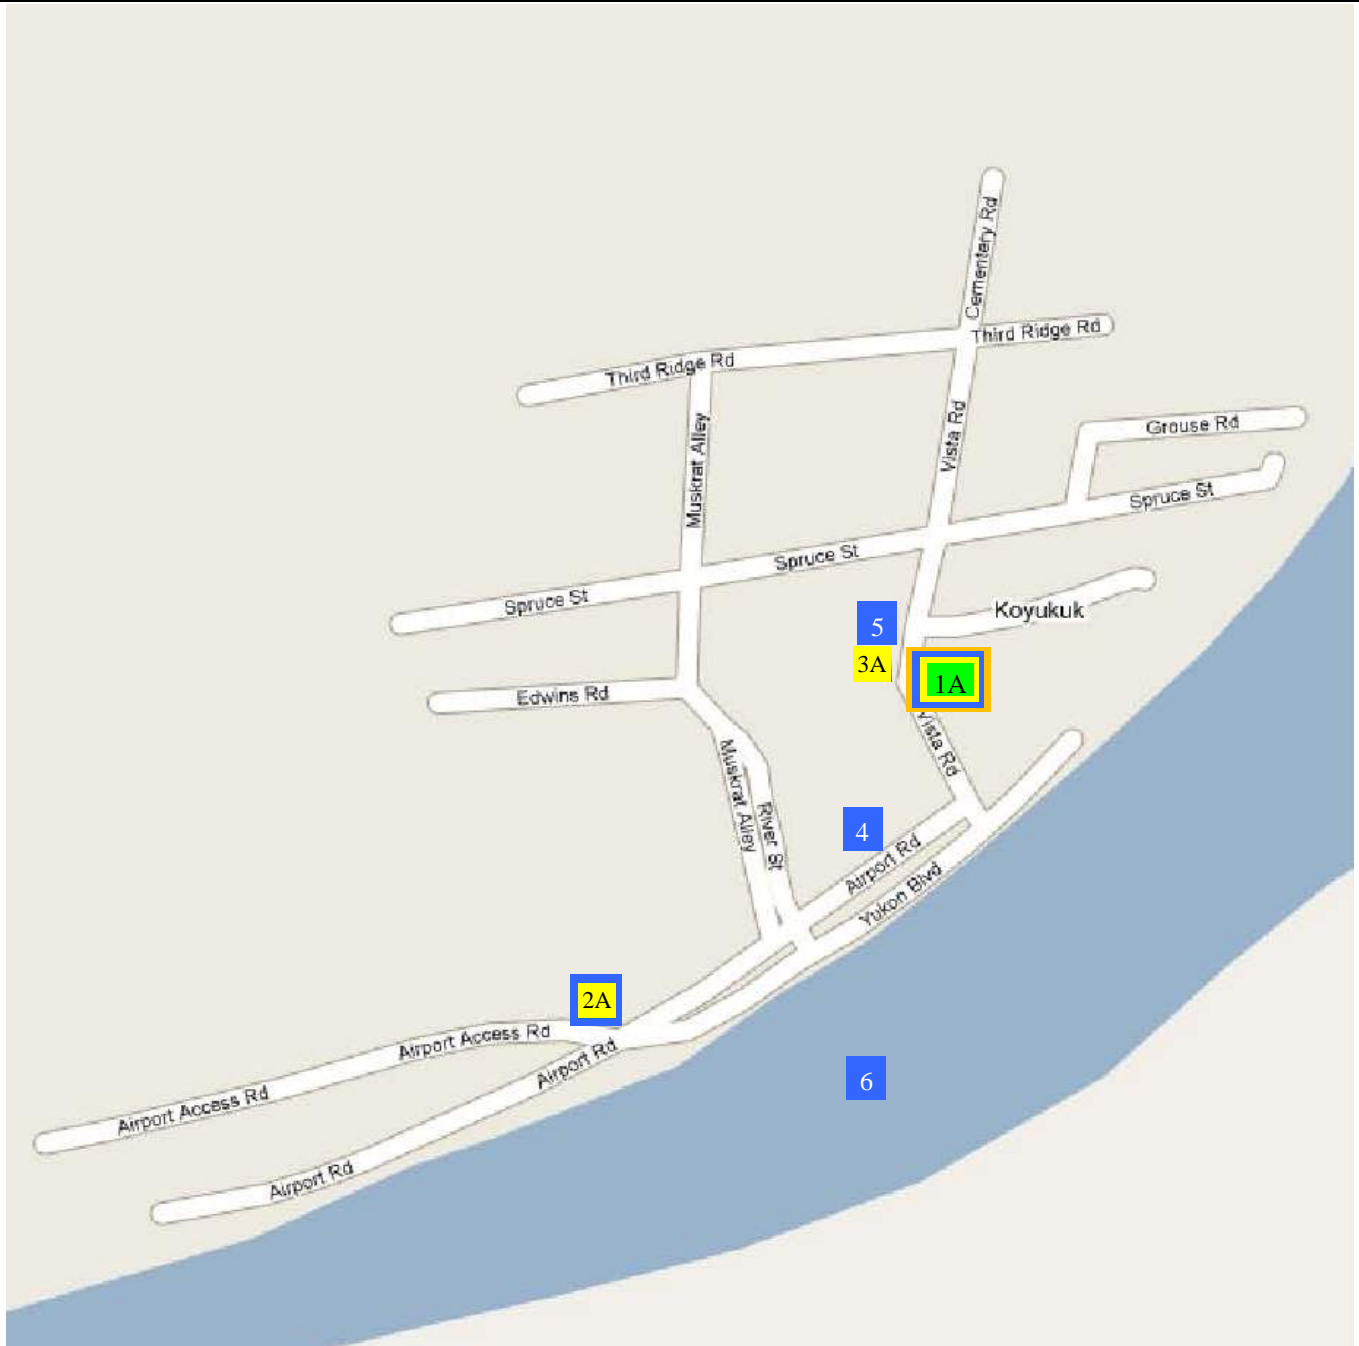 Cementery Rd
Third Ridge Rd
Third Ridge Rd
Muskrat Alley
Vista Rd
Grouse Rd
Spruce St
Spruce St
Spruce St
Koyukuk
5
3A
1A
Edwins Rd
Vista Rd
Muskrat Alley
River St
4
Airport Rd
Yukon Blvd
2A
Airport Access Rd
Airport Rd
6
Airport Access Rd
Airport Rd